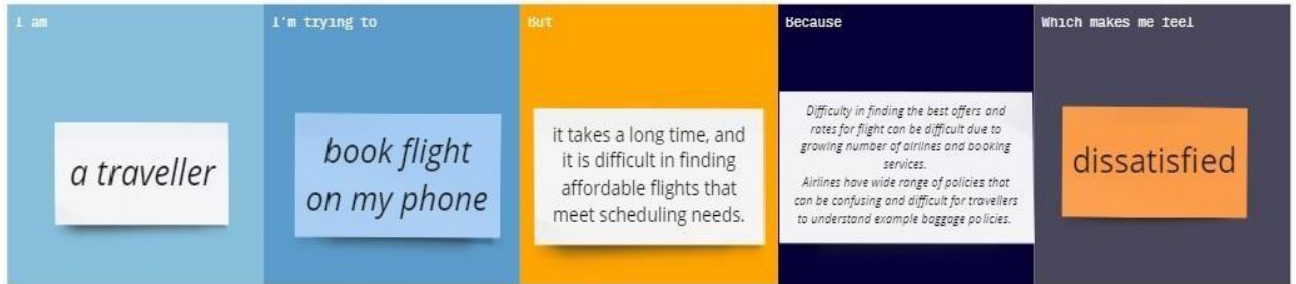 I am
a traveller
I'm trying to
book flight
on my phone
But
it takes a long time, and
it is difficult in finding
affordable flights that
meet scheduling needs.
Because
Difficulty in finding the best offers and
rates for flight can be difficult due to
growing number of airlines and booking
services.
Airlines have wide range of policies that
can be confusing and difficult for travellers
to understand example baggage policies.
Which makes me feel
dissatisfied